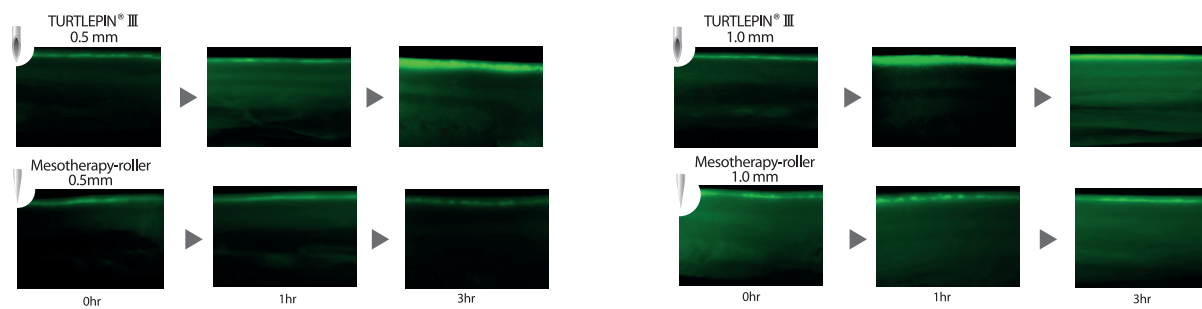 TURTLEPIN® Ⅲ
0.5 mm
Mesotherapy-roller
0.5mm
0hr
1hr
3hr
TURTLEPIN® Ⅲ
1.0 mm
Mesotherapy-roller
1.0 mm
0hr
1hr
3hr